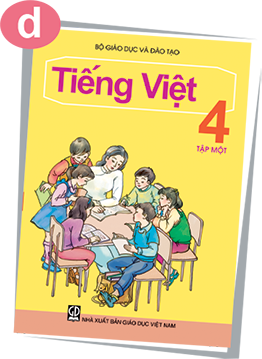 d
BỘ GIÁO DỤC VÀ ĐÀO TẠO
Tiếng Việt
4
TẬP MỘT
NHÀ XUẤT BẢN GIÁO DỤC VIỆT NAM